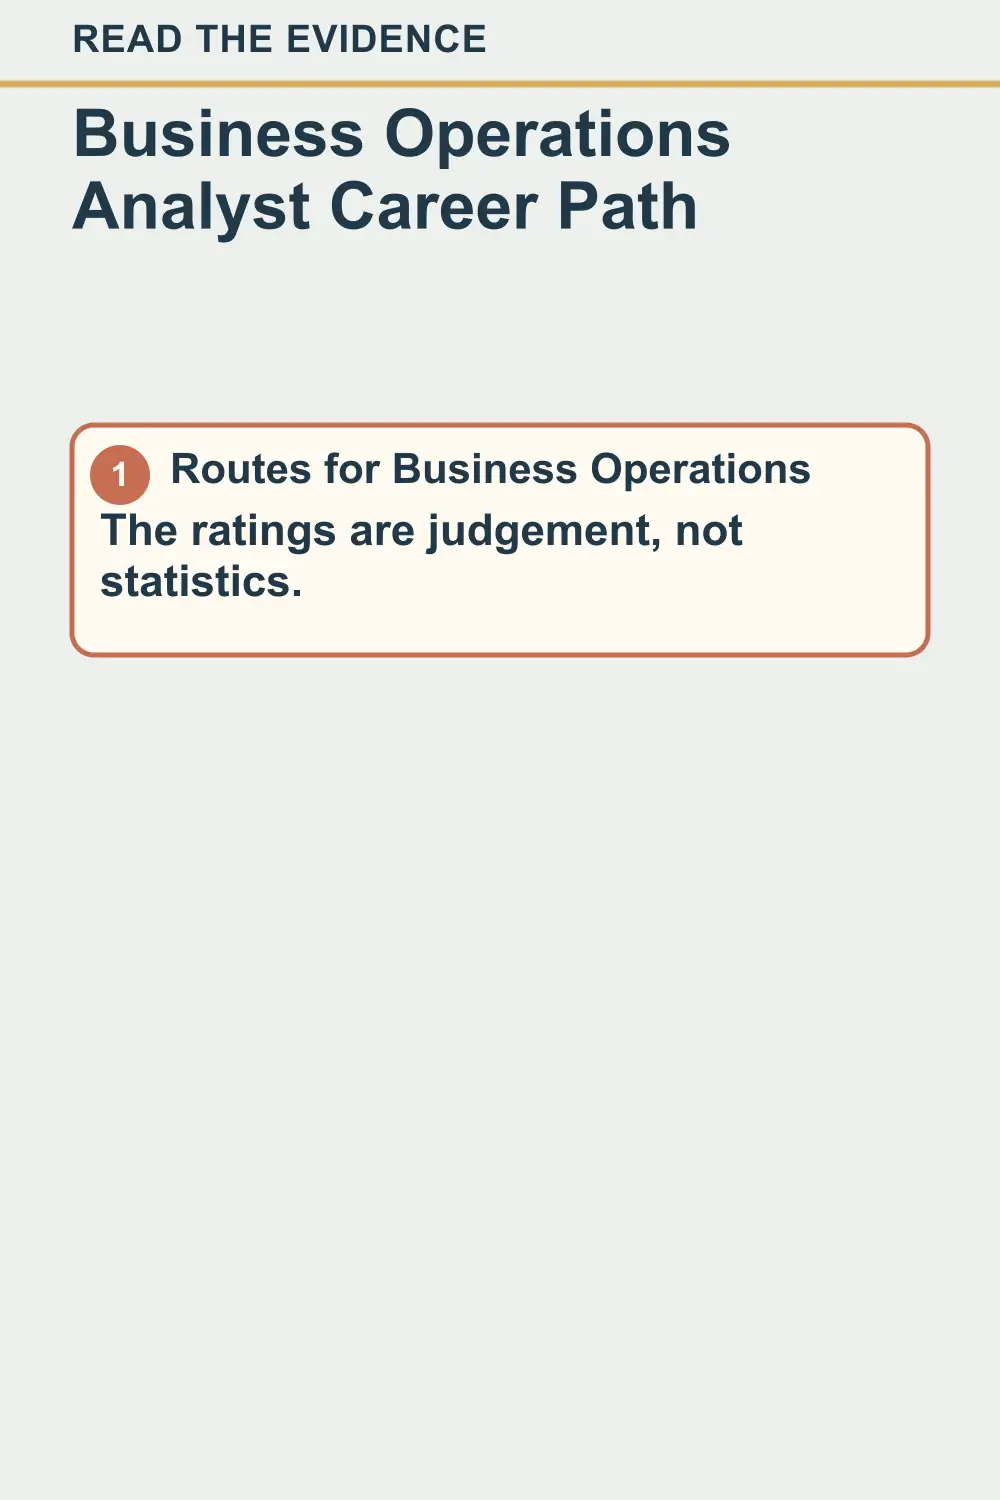 READ THE EVIDENCE
Business Operations
Analyst Career Path
1 Routes for Business Operations
The ratings are judgement, not
statistics.